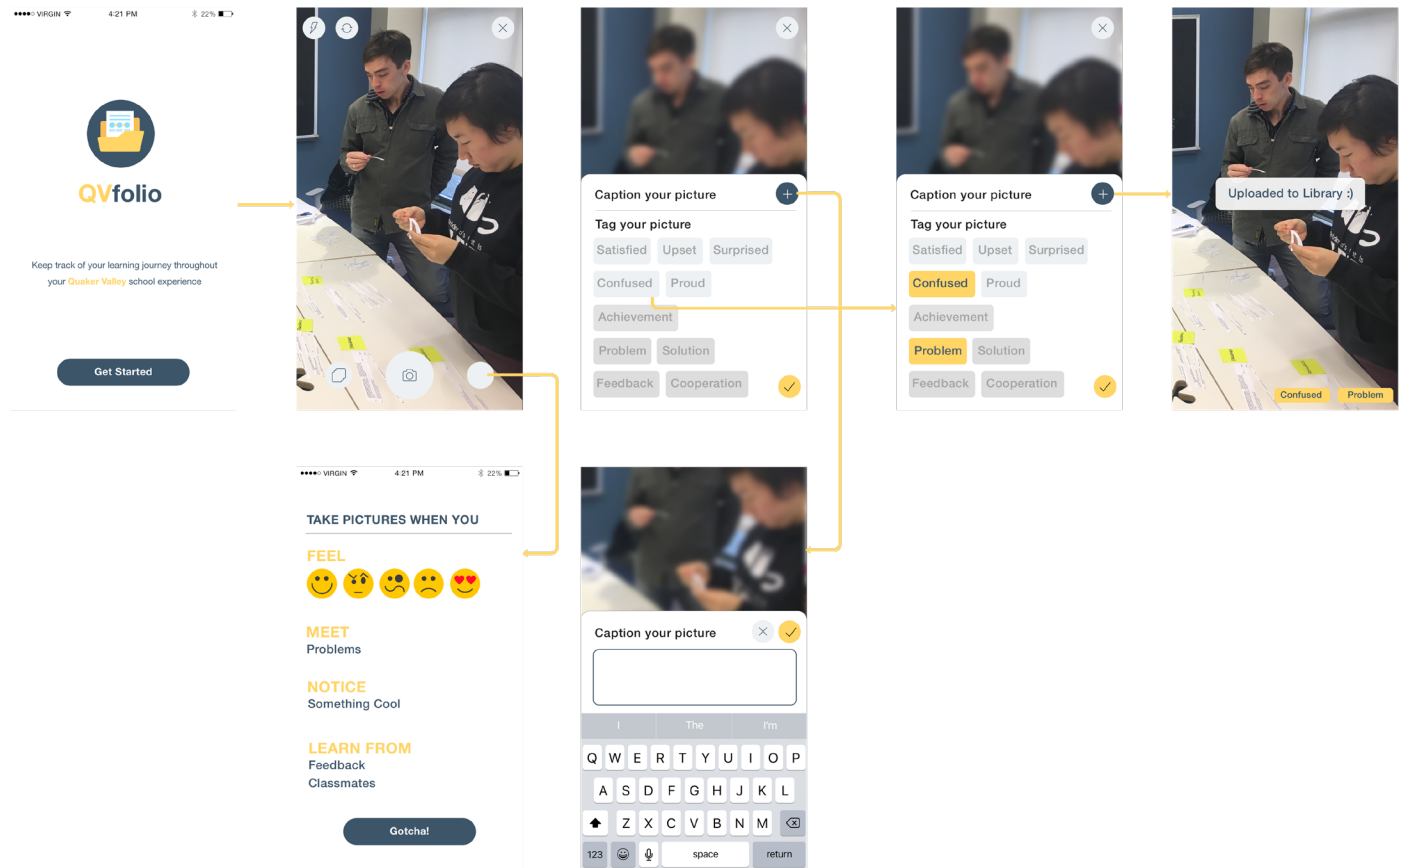 VIRGIN
4:21 PM
22%
QVfolio
Keep track of your learning journey throughout
your Quaker Valley school experience
Get Started
Caption your picture
Tag your picture
Satisfied Upset Surprised
Confused Proud
Achievement
Problem Solution
Feedback Cooperation
Caption your picture
Tag your picture
Satisfied Upset Surprised
Confused Proud
Achievement
Problem Solution
Feedback Cooperation
Uploaded to Library :)
Confused Problem
VIRGIN
4:21 PM
22%
TAKE PICTURES WHEN YOU
FEEL
MEET
Problems
NOTICE
Something Cool
LEARN FROM
Feedback
Classmates
Gotcha!
Caption your picture
I The I'm
Q W E R T Y U I O P
A S D F G H J K L
Z X C V B N M
123 space return